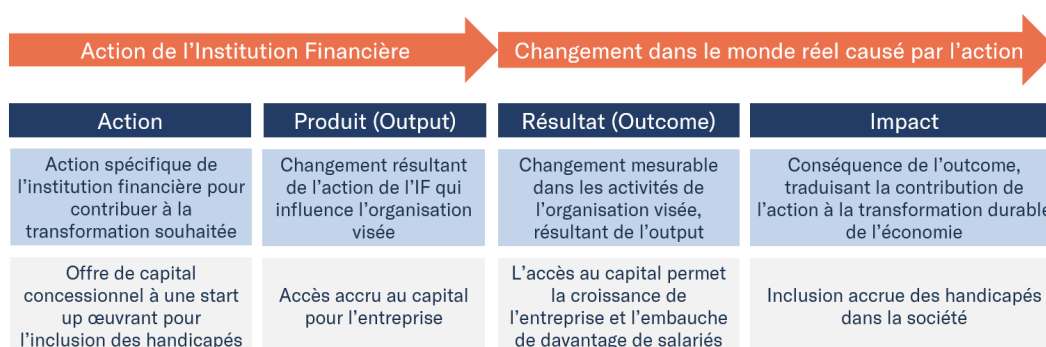 Action de l'Institution Financière
Changement dans le monde réel causé par l'action
Action
Produit (Output)
Résultat (Outcome)
Impact
Action spécifique de
l'institution financière pour
contribuer à la
transformation souhaitée
Changement résultant
de l'action de l'IF qui
influence l'organisation
visée
Changement mesurable
dans les activités de
l'organisation visée,
résultant de l'output
Conséquence de l'outcome,
traduisant la contribution de
l'action à la transformation durable
de l'économie
Offre de capital
concessionnel à une start
up œuvrant pour
l'inclusion des handicapés
Accès accru au capital
pour l'entreprise
L'accès au capital permet
la croissance de
l'entreprise et l'embauche
de davantage de salariés
Inclusion accrue des handicapés
dans la société